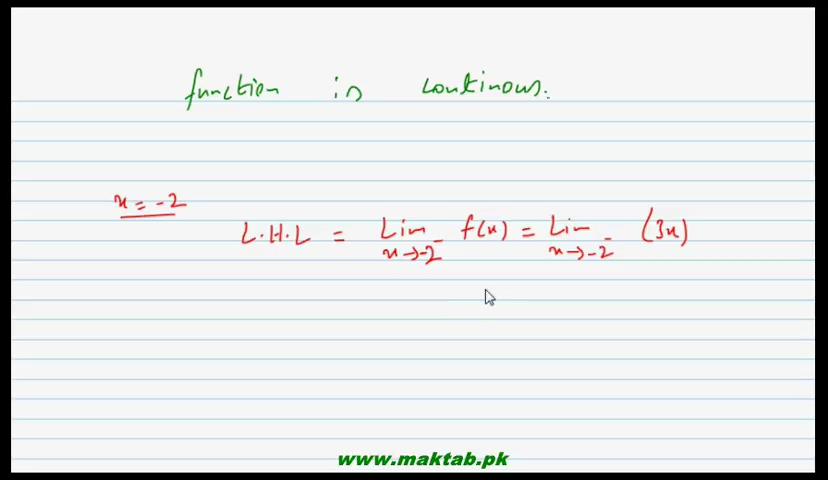 function is continous.
x = -2
L.H.L = Lim f(x) = Lim (3x)
x→-2⁻ x→-2⁻
www.maktab.pk